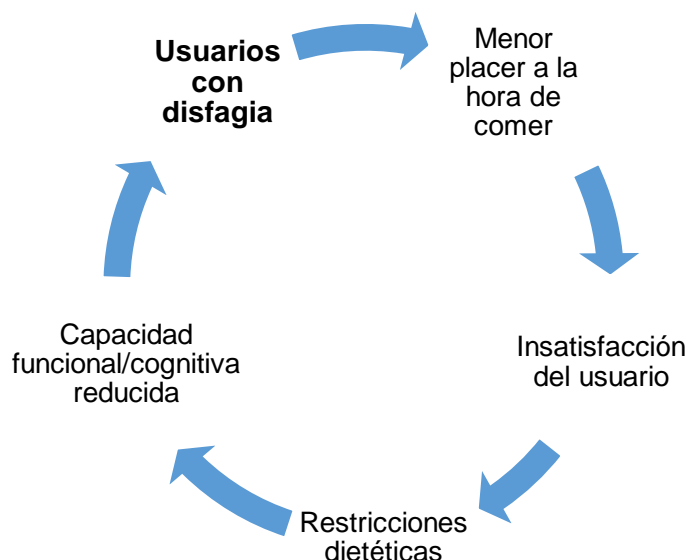 Usuarios
con
disfagia
Menor
placer a la
hora de
comer
Insatisfacción
del usuario
Restricciones
dietéticas
Capacidad
funcional/cognitiva
reducida